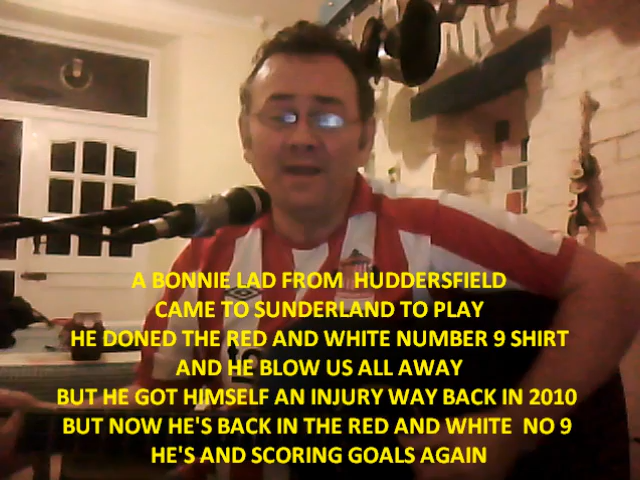 A BONNIE LAD FROM HUDDERSFIELD
CAME TO SUNDERLAND TO PLAY
HE DONED THE RED AND WHITE NUMBER 9 SHIRT
AND HE BLOW US ALL AWAY
BUT HE GOT HIMSELF AN INJURY WAY BACK IN 2010
BUT NOW HE'S BACK IN THE RED AND WHITE NO 9
HE'S AND SCORING GOALS AGAIN